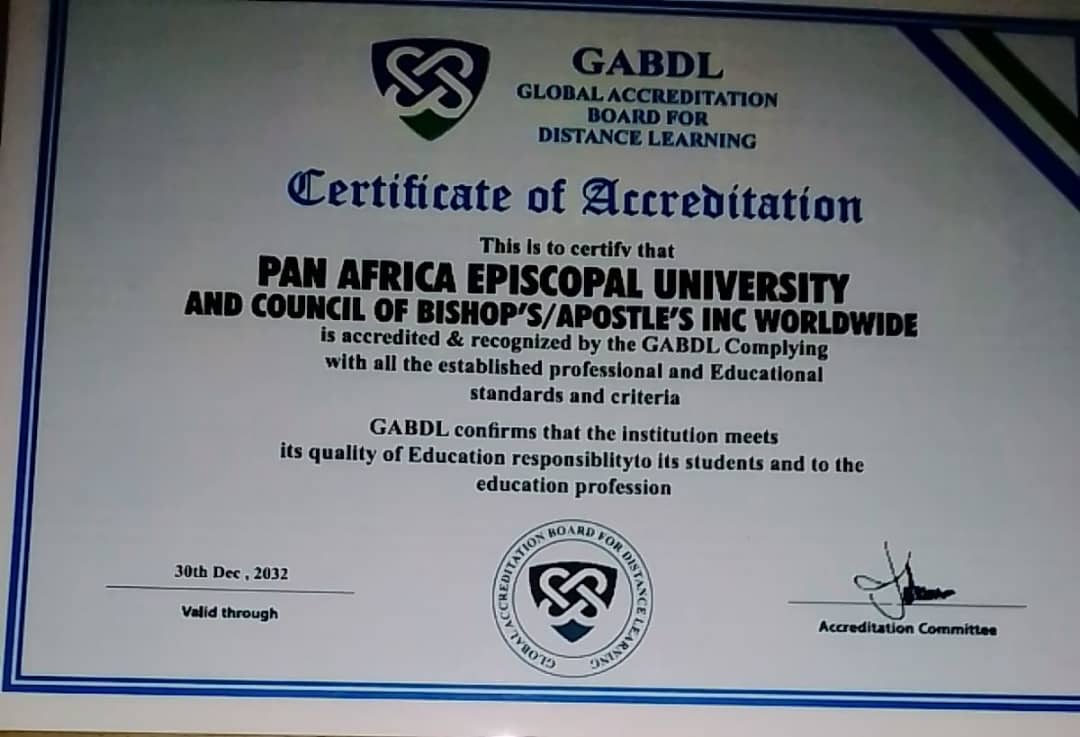 GABDL
GLOBAL ACCREDITATION
BOARD FOR
DISTANCE LEARNING
Certificate of Accreditation
This is to certify that
PAN AFRICA EPISCOPAL UNIVERSITY
AND COUNCIL OF BISHOP'S/APOSTLE'S INC WORLDWIDE
is accredited & recognized by the GABDL Complying
with all the established professional and Educational
standards and criteria
GABDL confirms that the institution meets
its quality of Education responsiblityto its students and to the
education profession
30th Dec , 2032
Valid through
GLOBAL ACCREDITATION BOARD FOR DISTANCE LEARNING
Accreditation Committee